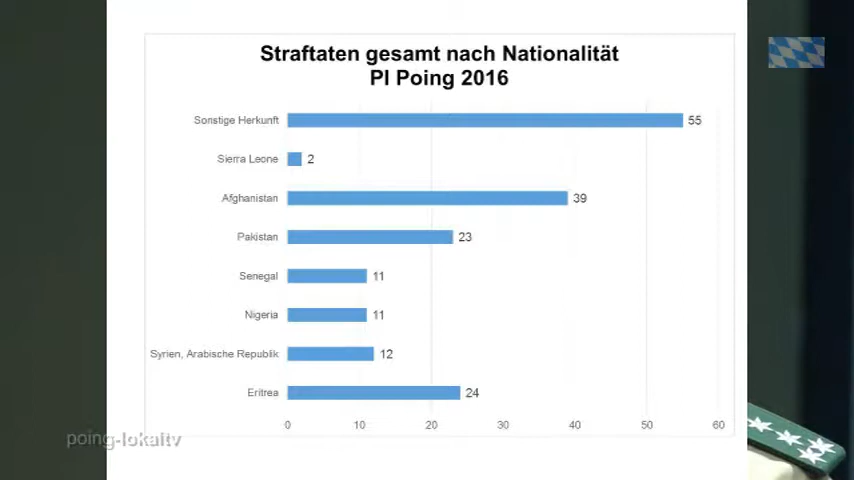 Straftaten gesamt nach Nationalität
PI Poing 2016
Sonstige Herkunft 55
Sierra Leone 2
Afghanistan 39
Pakistan 23
Senegal 11
Nigeria 11
Syrien, Arabische Republik 12
Eritrea 24
0 10 20 30 40 50 60
poing-lokaltv